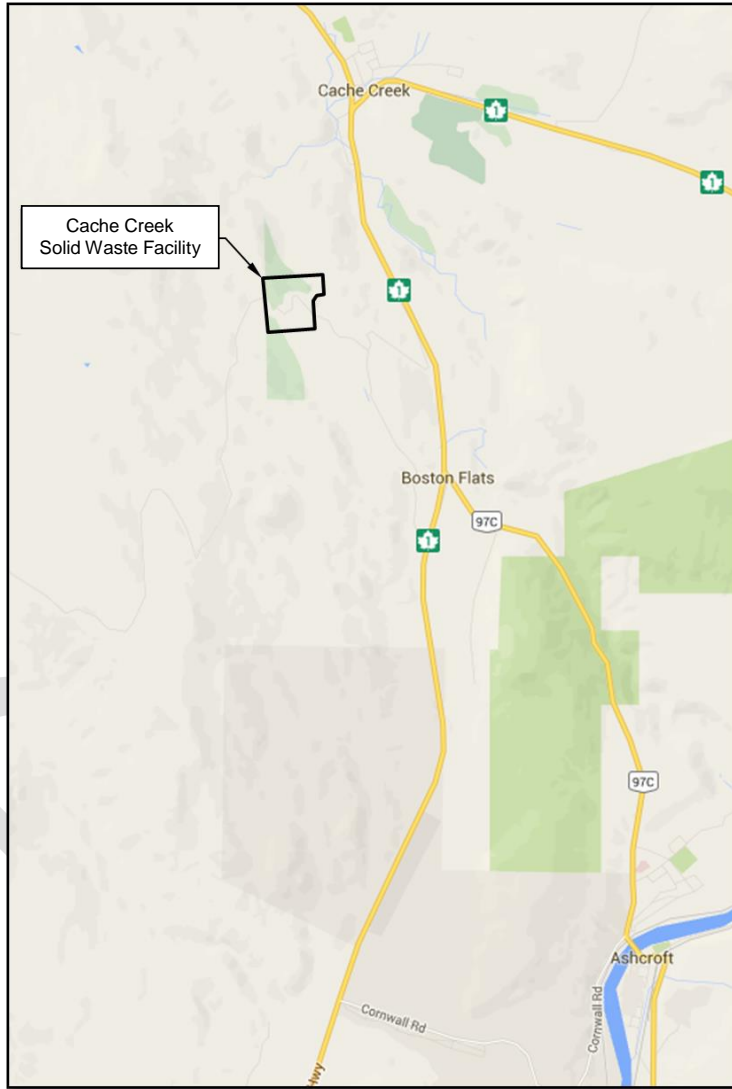 Cache Creek
1
1
Cache Creek
Solid Waste Facility
1
Boston Flats
97C
1
97C
Ashcroft
Cornwall Rd
Cornwall Rd
Hwy